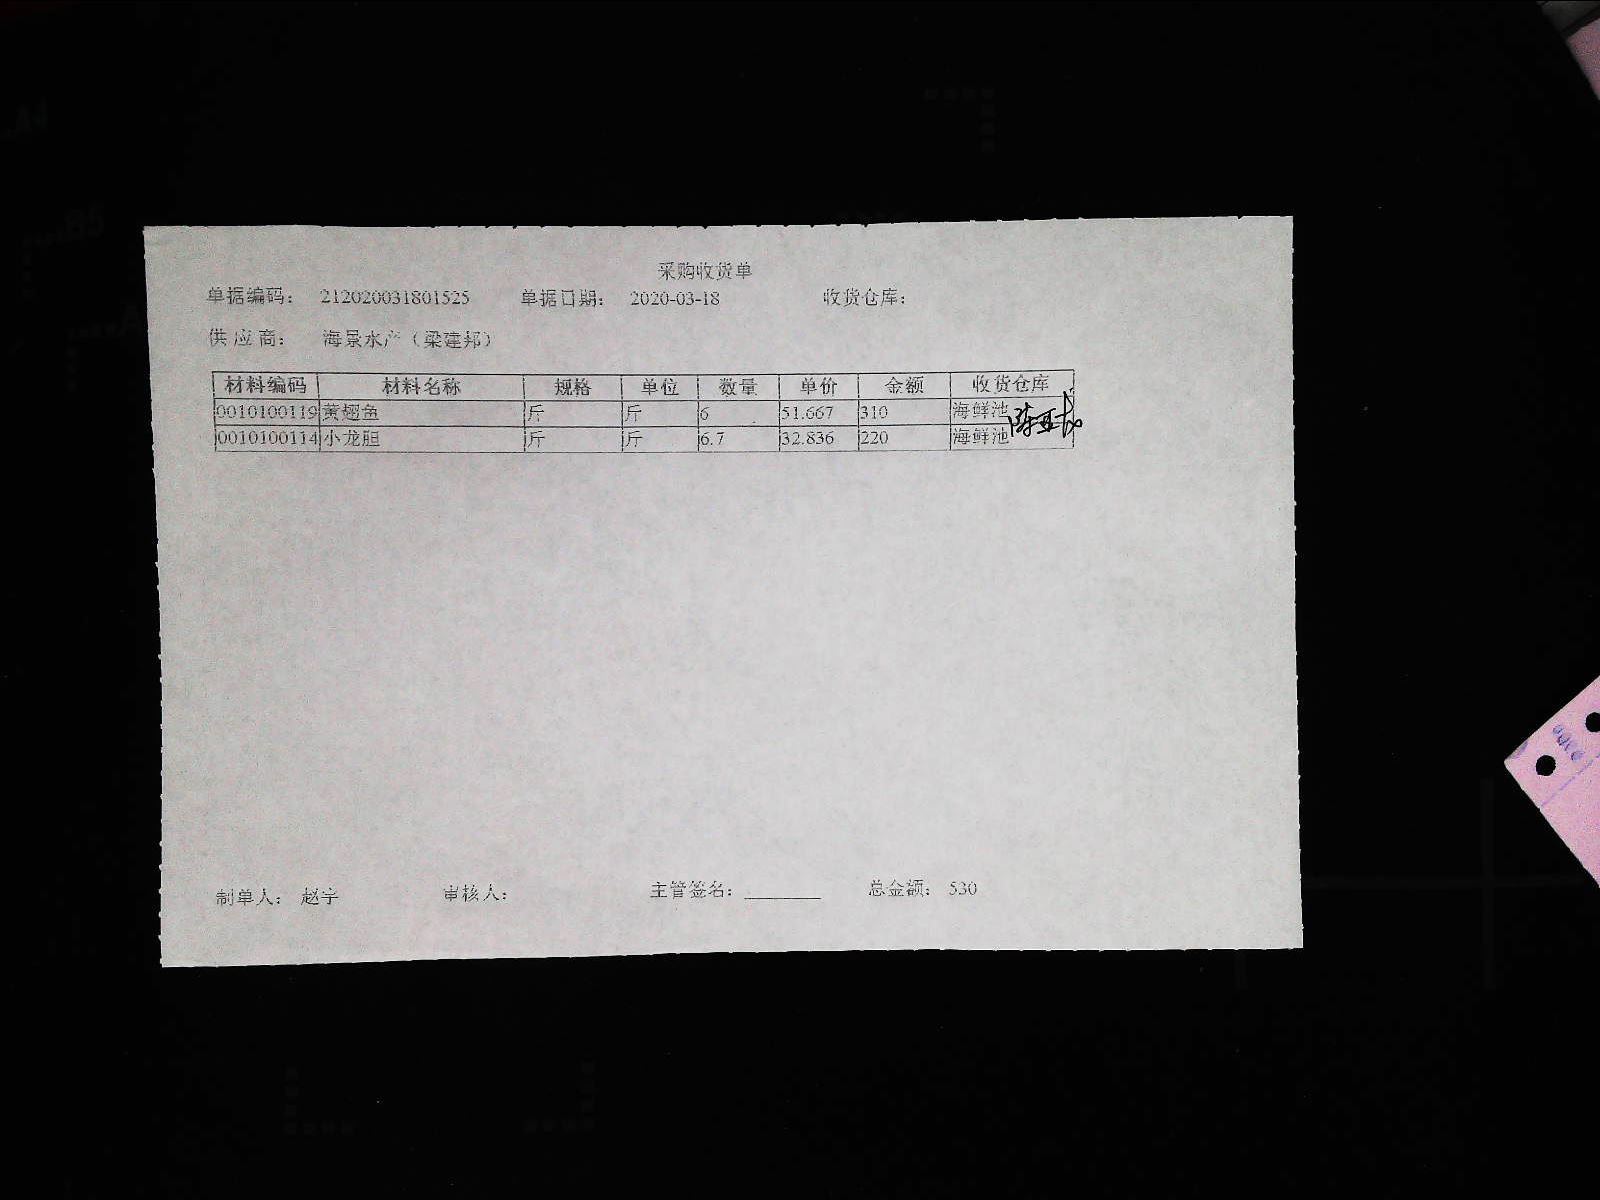 采购收货单
单据编码： 212020031801525 单据日期： 2020-03-18 收货仓库：
供 应 商： 海景水产（梁建邦）
材料编码 材料名称 规格 单位 数量 单价 金额 收货仓库
0010100119 黄翅鱼 斤 斤 6 51.667 310 海鲜池
0010100114 小龙胆 斤 斤 6.7 32.836 220 海鲜池
制单人： 赵宇 审核人： 主管签名： 总金额： 530